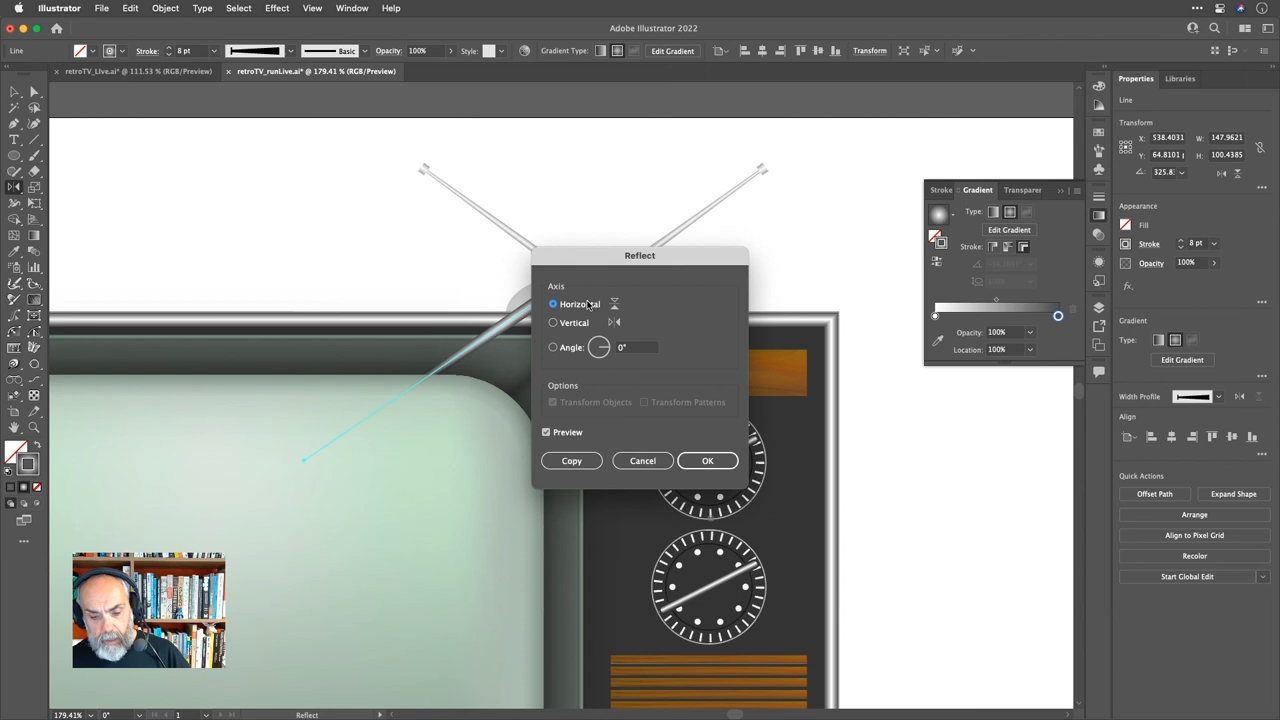 Illustrator File Edit Object Type Select Effect View Window Help
Adobe Illustrator 2022
Line Stroke: 8 pt Basic Opacity: 100% Style: Gradient Type: Edit Gradient Transform
× retroTV_LIve.ai* @ 111.53 % (RGB/Preview) × retroTV_runLive.ai* @ 179.41 % (RGB/Preview)
Properties Libraries
Line
Transform
X: 538.4031 W: 147.9621
Y: 64.8101 H: 100.4385
325.8
Appearance
Fill
Stroke 8 pt
Opacity 100%
fx.
Gradient
Type:
Edit Gradient
Width Profile
Align
Quick Actions
Offset Path Expand Shape
Arrange
Align to Pixel Grid
Recolor
Start Global Edit
Stroke Gradient Transparer
Type:
Edit Gradient
Stroke:
Opacity: 100%
Location: 100%
Reflect
Axis
Horizontal
Vertical
Angle: 0°
Options
Transform Objects Transform Patterns
Preview
Copy Cancel OK
179.41% 0° 1 Reflect